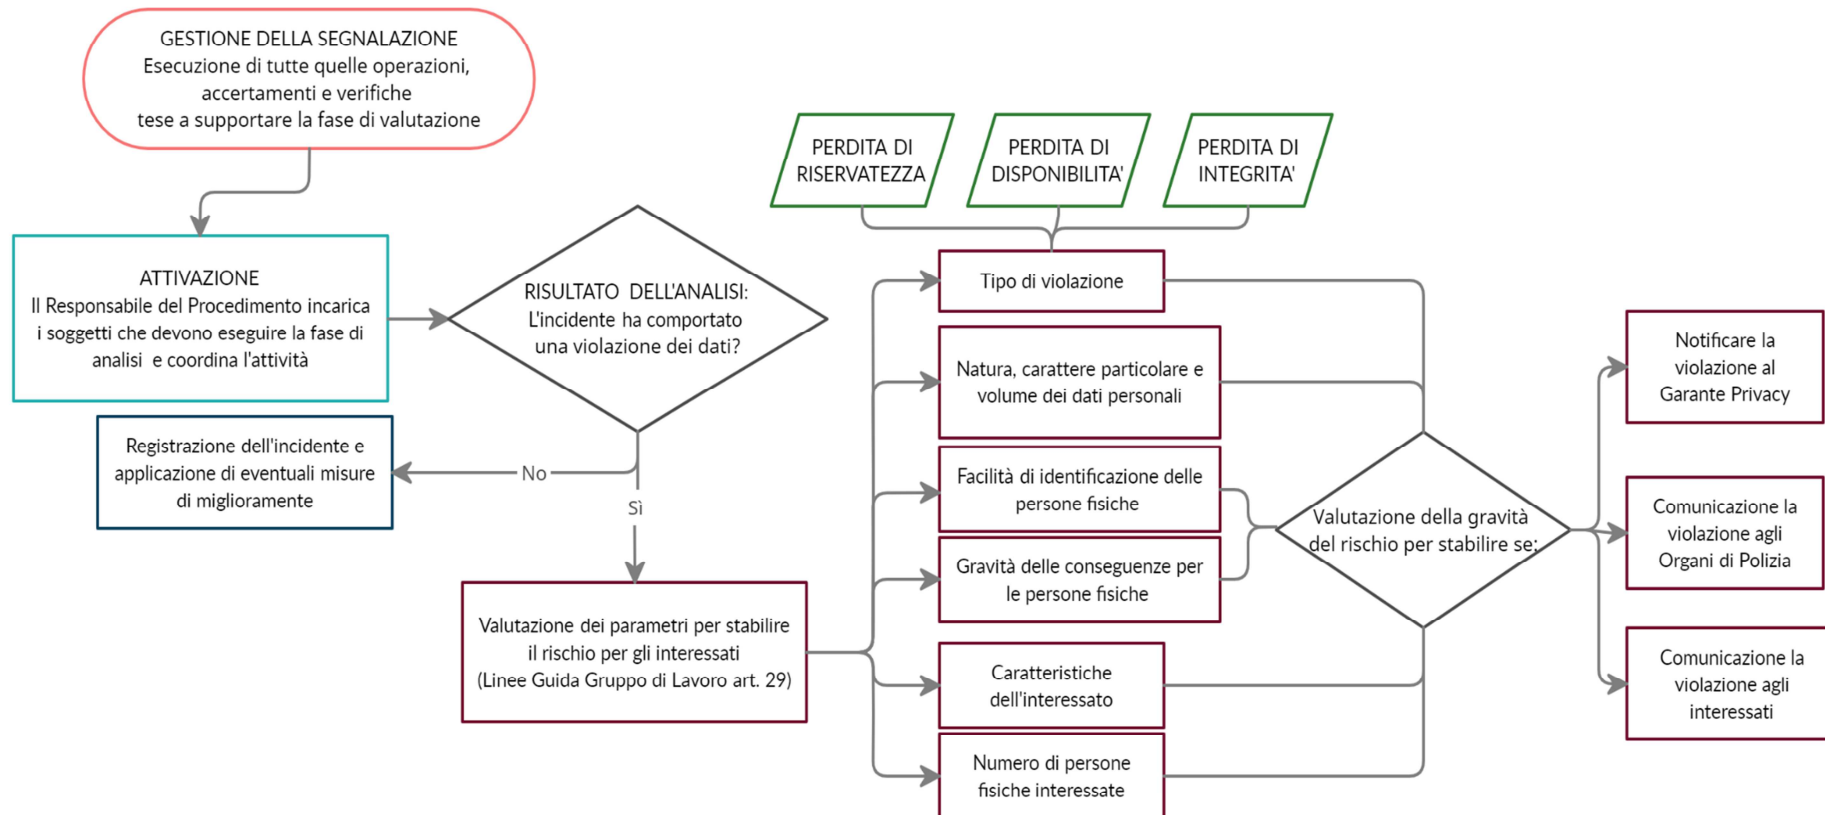 GESTIONE DELLA SEGNALAZIONE
Esecuzione di tutte quelle operazioni,
accertamenti e verifiche
tese a supportare la fase di valutazione
ATTIVAZIONE
Il Responsabile del Procedimento incarica
i soggetti che devono eseguire la fase di
analisi e coordina l'attività
RISULTATO DELL'ANALISI:
L'incidente ha comportato
una violazione dei dati?
No
Registrazione dell'incidente e
applicazione di eventuali misure
di miglioramente
Sì
Valutazione dei parametri per stabilire
il rischio per gli interessati
(Linee Guida Gruppo di Lavoro art. 29)
PERDITA DI
RISERVATEZZA
PERDITA DI
DISPONIBILITA'
PERDITA DI
INTEGRITA'
Tipo di violazione
Natura, carattere particolare e
volume dei dati personali
Facilità di identificazione delle
persone fisiche
Gravità delle conseguenze per
le persone fisiche
Caratteristiche
dell'interessato
Numero di persone
fisiche interessate
Valutazione della gravità
del rischio per stabilire se:
Notificare la
violazione al
Garante Privacy
Comunicazione la
violazione agli
Organi di Polizia
Comunicazione la
violazione agli
interessati